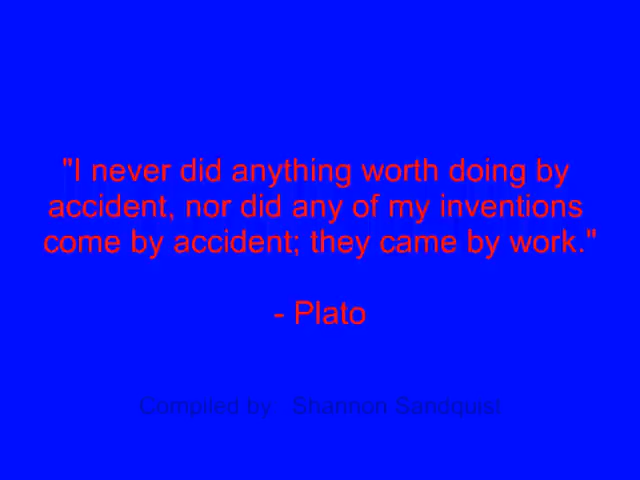 "I never did anything worth doing by
accident, nor did any of my inventions
come by accident; they came by work."
- Plato
Compiled by Shannon Sandquist